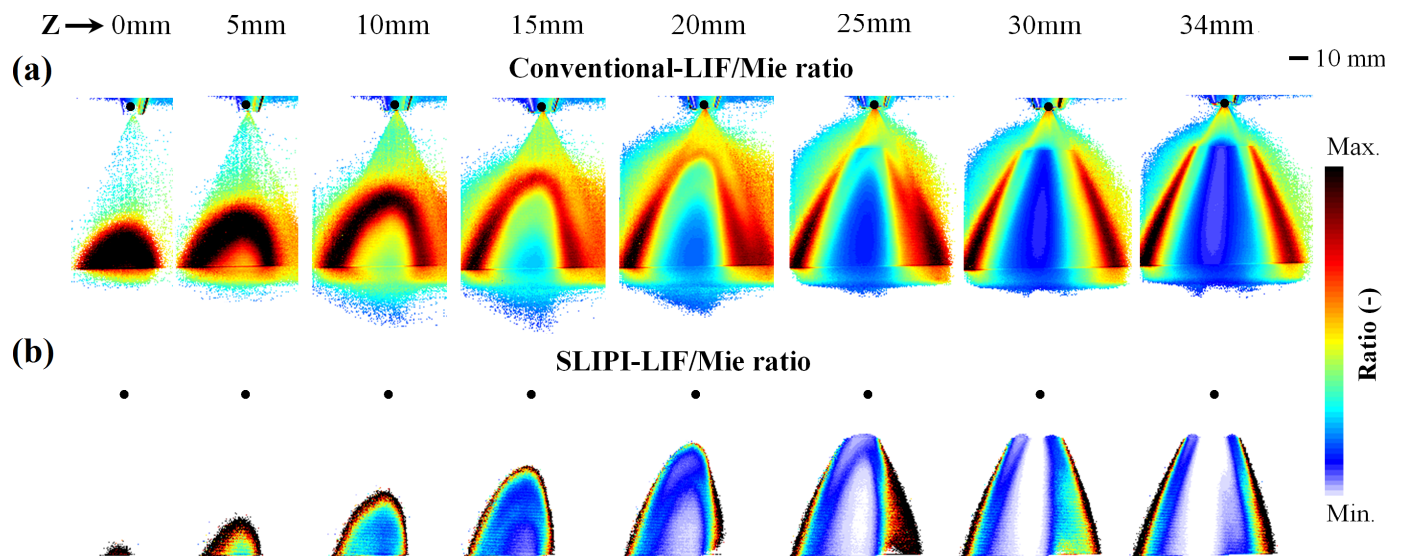 Z → 0mm 5mm 10mm 15mm 20mm 25mm 30mm 34mm
(a) Conventional-LIF/Mie ratio
10 mm
Max.
Ratio (-)
Min.
(b) SLIPI-LIF/Mie ratio